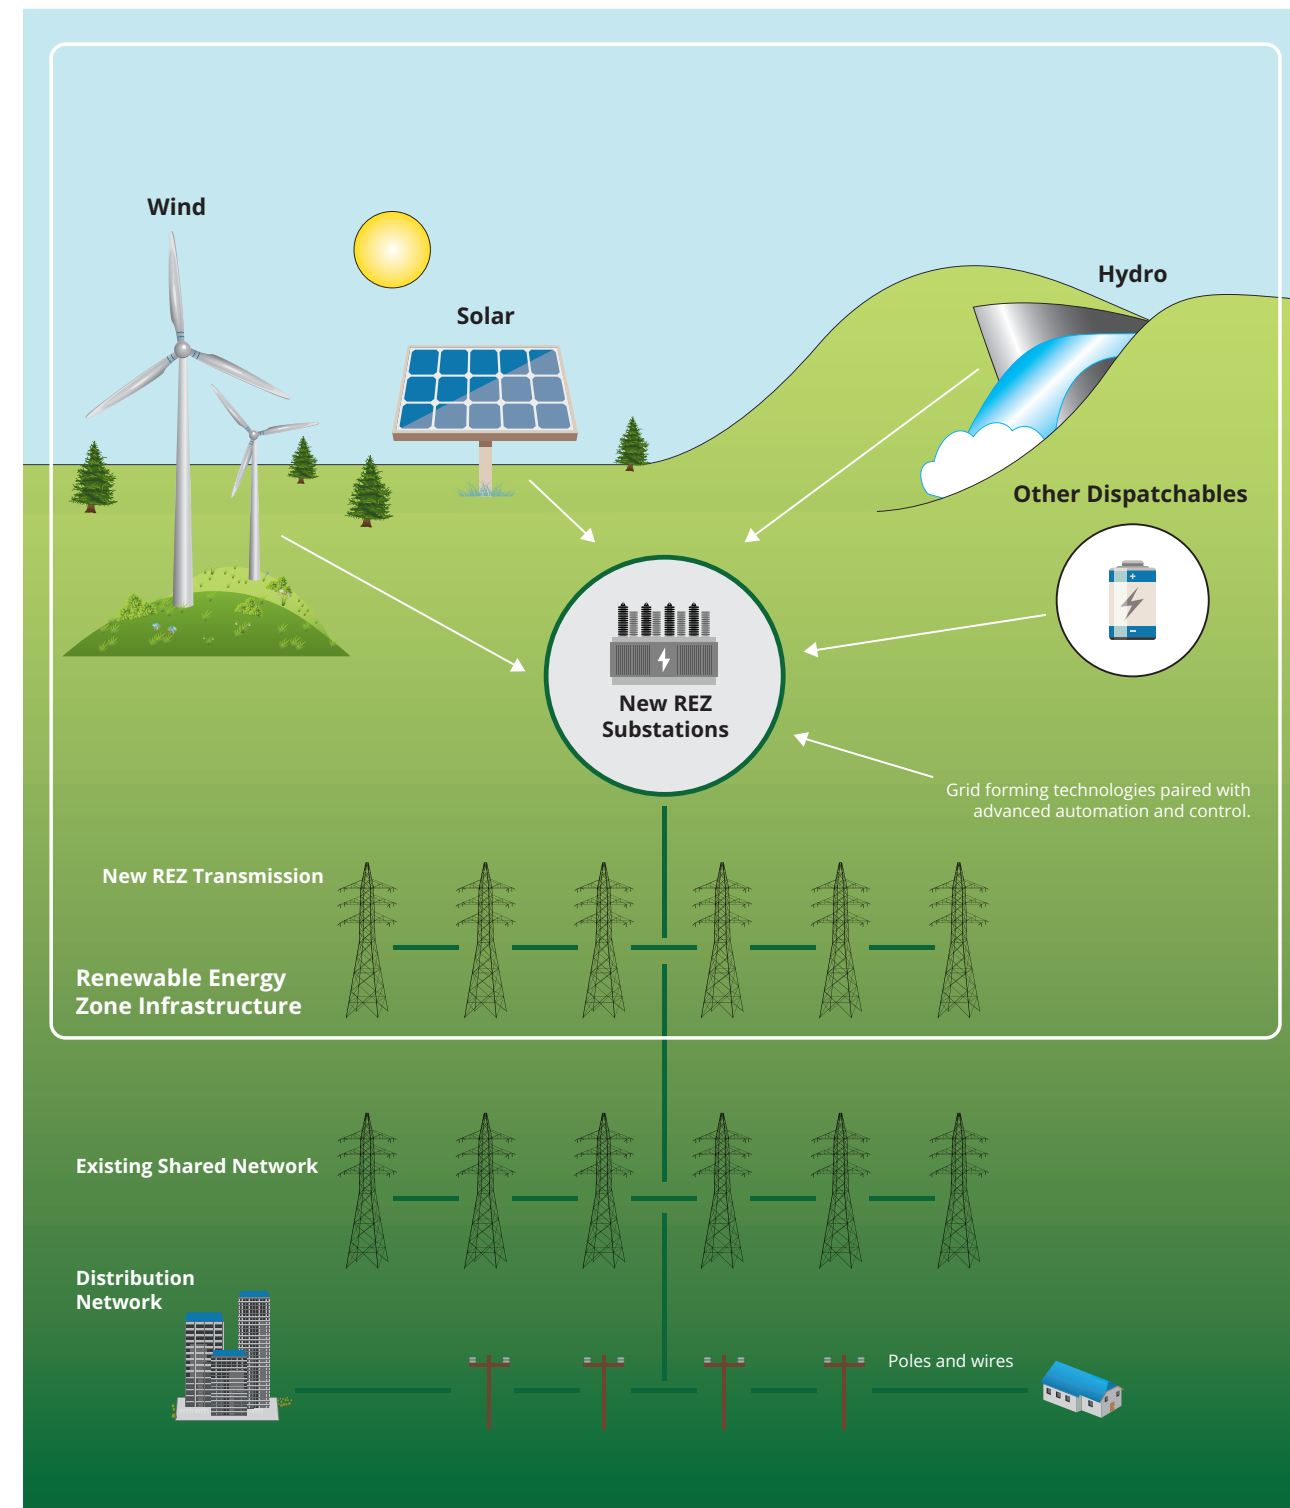 Wind
Solar
Hydro
Other Dispatchables
+
−
New REZ
Substations
Grid forming technologies paired with
advanced automation and control.
New REZ Transmission
Renewable Energy
Zone Infrastructure
Existing Shared Network
Distribution
Network
Poles and wires